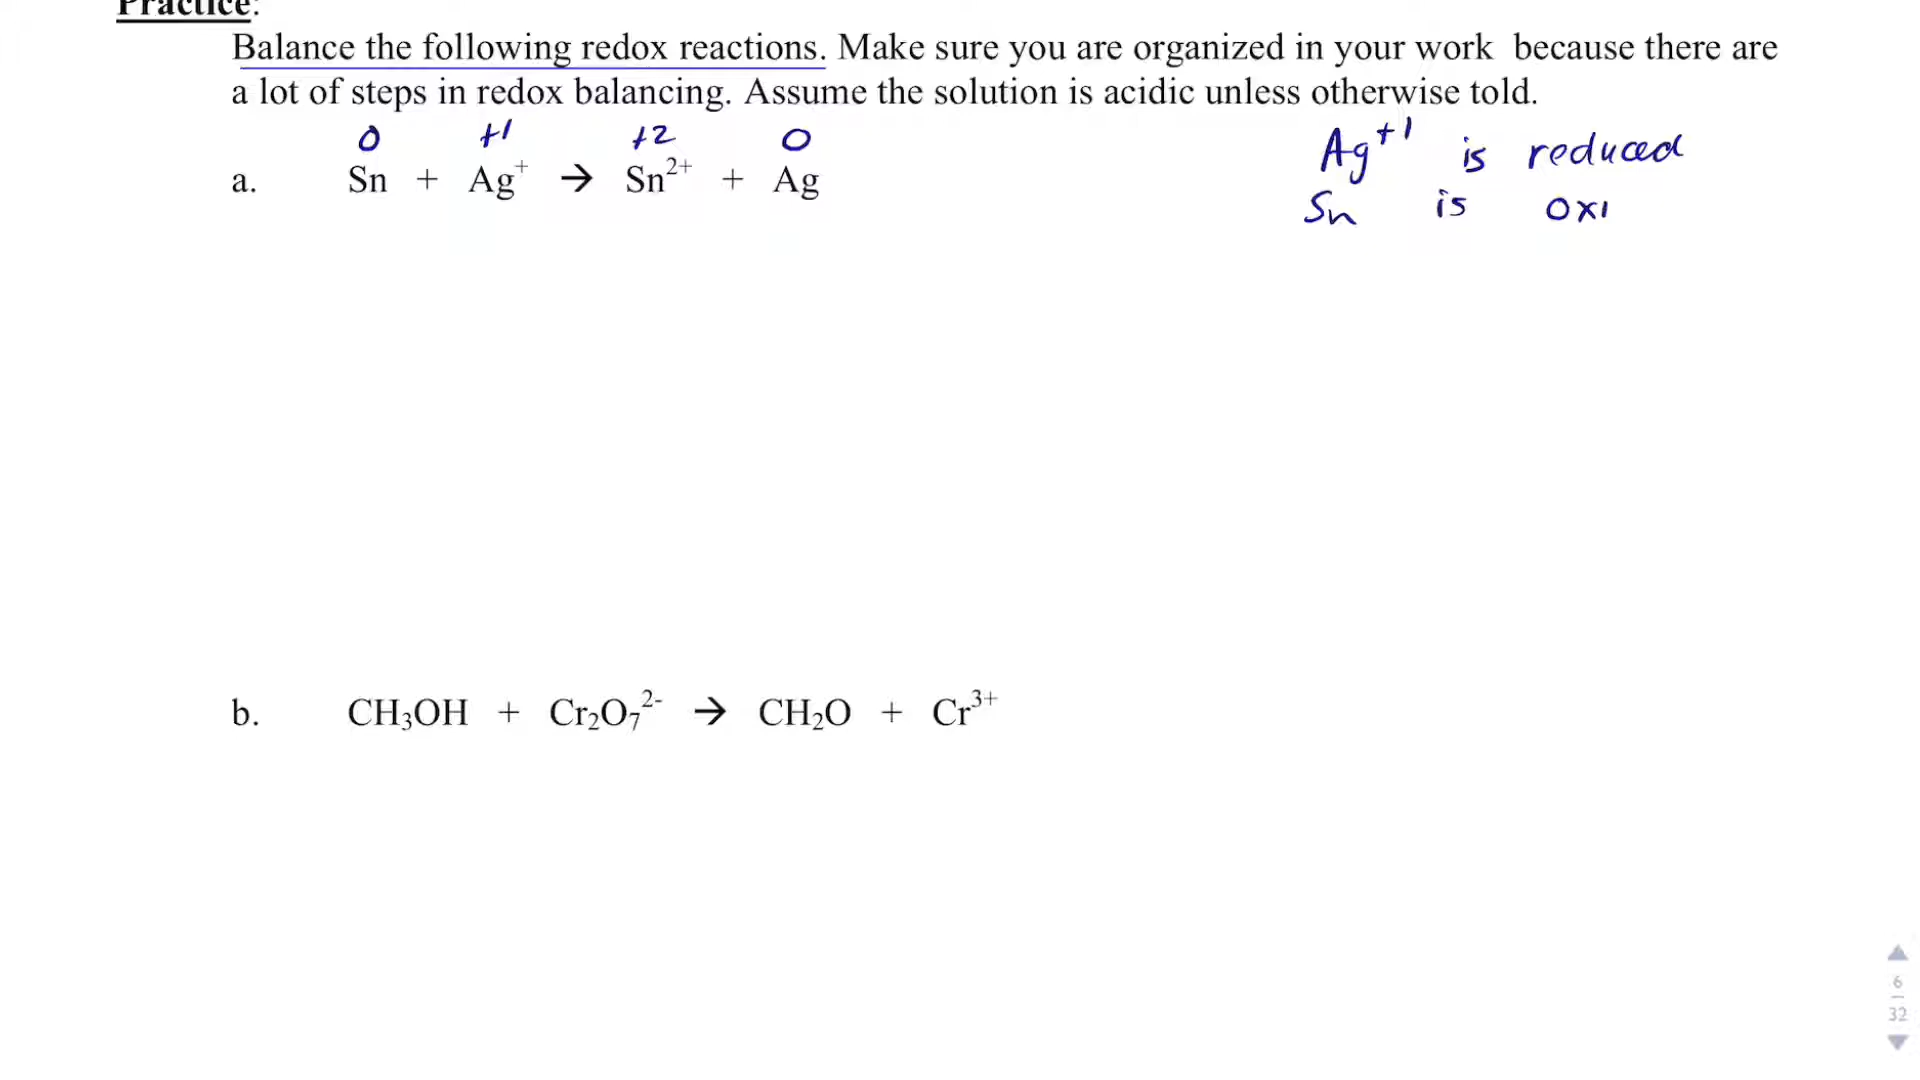 Practice:
Balance the following redox reactions. Make sure you are organized in your work because there are
a lot of steps in redox balancing. Assume the solution is acidic unless otherwise told.
0 +1 +2 0
a. Sn + Ag⁺ → Sn²⁺ + Ag
Ag⁺¹ is reduced
Sn is oxi
b. CH₃OH + Cr₂O₇²⁻ → CH₂O + Cr³⁺
6
32